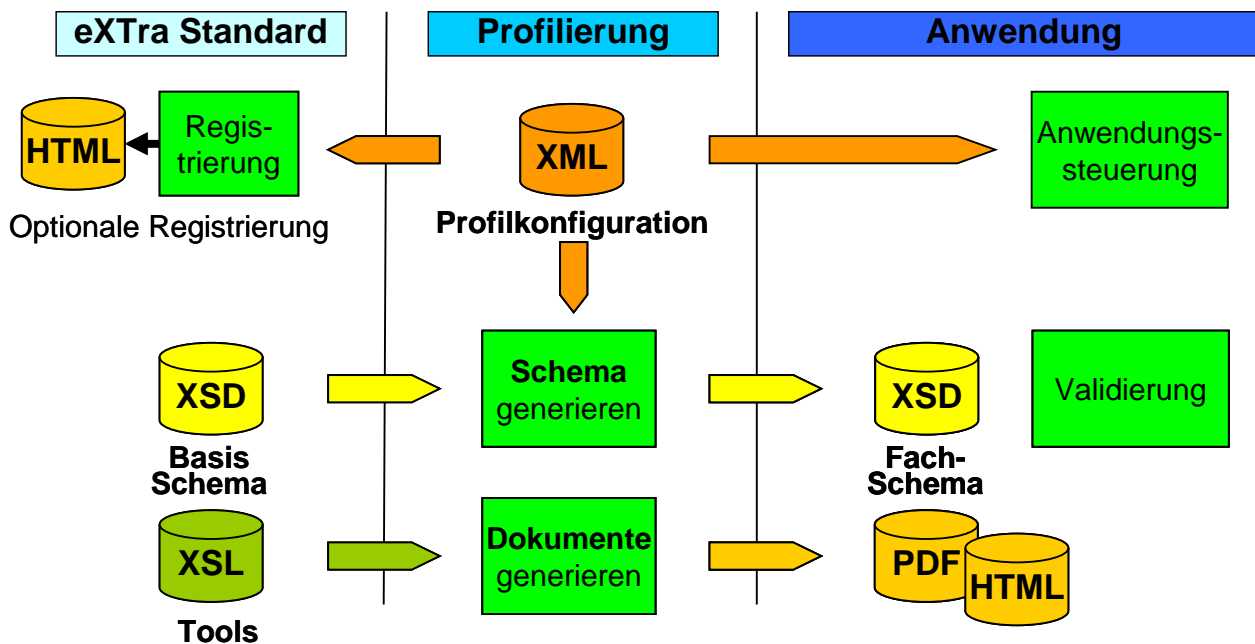 eXTra Standard
Profilierung
Anwendung
HTML
Regis-
trierung
XML
Anwendungs-
steuerung
Optionale Registrierung
Profilkonfiguration
XSD
Schema
generieren
XSD
Validierung
Basis
Schema
Fach-
Schema
XSL
Dokumente
generieren
PDF
HTML
Tools